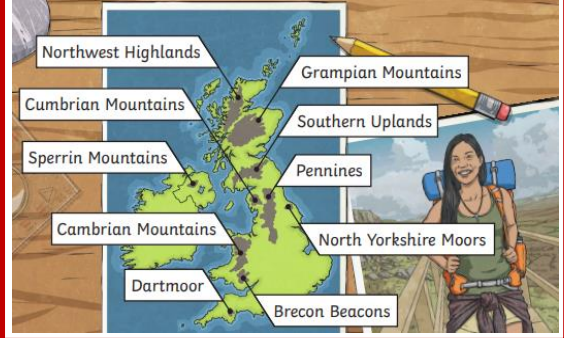 Northwest Highlands
Grampian Mountains
Cumbrian Mountains
Southern Uplands
Sperrin Mountains
Pennines
Cambrian Mountains
North Yorkshire Moors
Dartmoor
Brecon Beacons